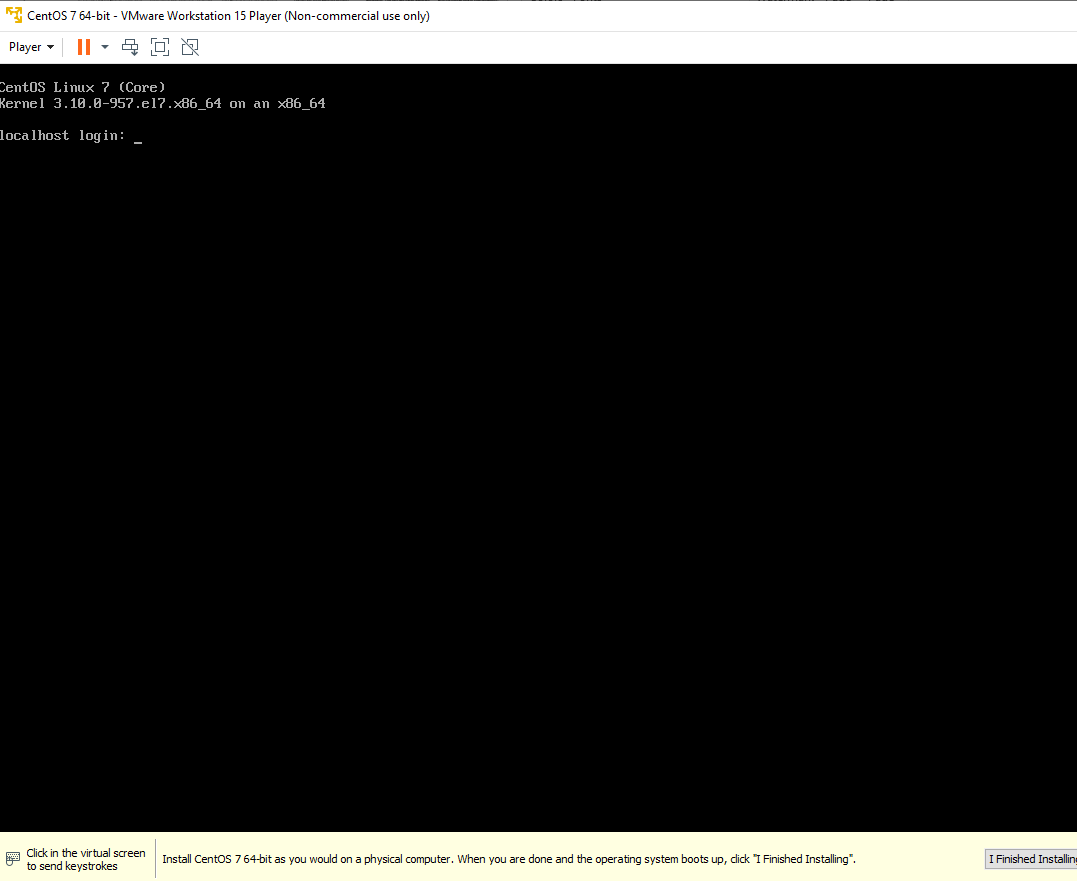 CentOS 7 64-bit - VMware Workstation 15 Player (Non-commercial use only)
Player
CentOS Linux 7 (Core)
Kernel 3.10.0-957.el7.x86_64 on an x86_64
localhost login: _
Click in the virtual screen
to send keystrokes
Install CentOS 7 64-bit as you would on a physical computer. When you are done and the operating system boots up, click "I Finished Installing".
I Finished Installing